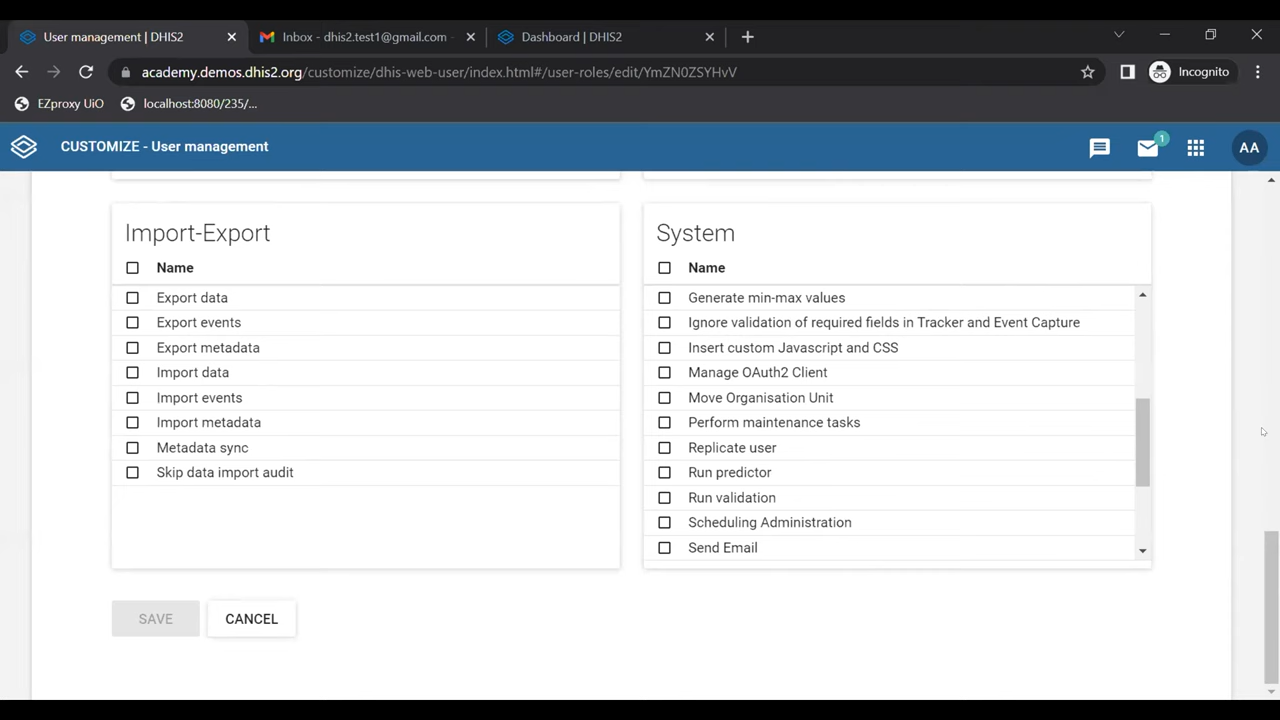 User management | DHIS2
Inbox - dhis2.test1@gmail.com -
Dashboard | DHIS2
academy.demos.dhis2.org/customize/dhis-web-user/index.html#/user-roles/edit/YmZN0ZSYHvV
Incognito
EZproxy UiO
localhost:8080/235/...
CUSTOMIZE - User management
1
AA
Import-Export
Name
Export data
Export events
Export metadata
Import data
Import events
Import metadata
Metadata sync
Skip data import audit
System
Name
Generate min-max values
Ignore validation of required fields in Tracker and Event Capture
Insert custom Javascript and CSS
Manage OAuth2 Client
Move Organisation Unit
Perform maintenance tasks
Replicate user
Run predictor
Run validation
Scheduling Administration
Send Email
SAVE
CANCEL